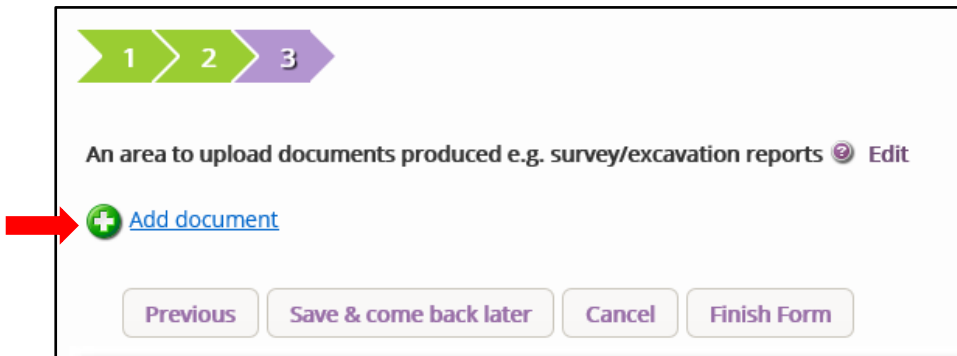 1 2 3
An area to upload documents produced e.g. survey/excavation reports ? Edit
Add document
Previous Save & come back later Cancel Finish Form